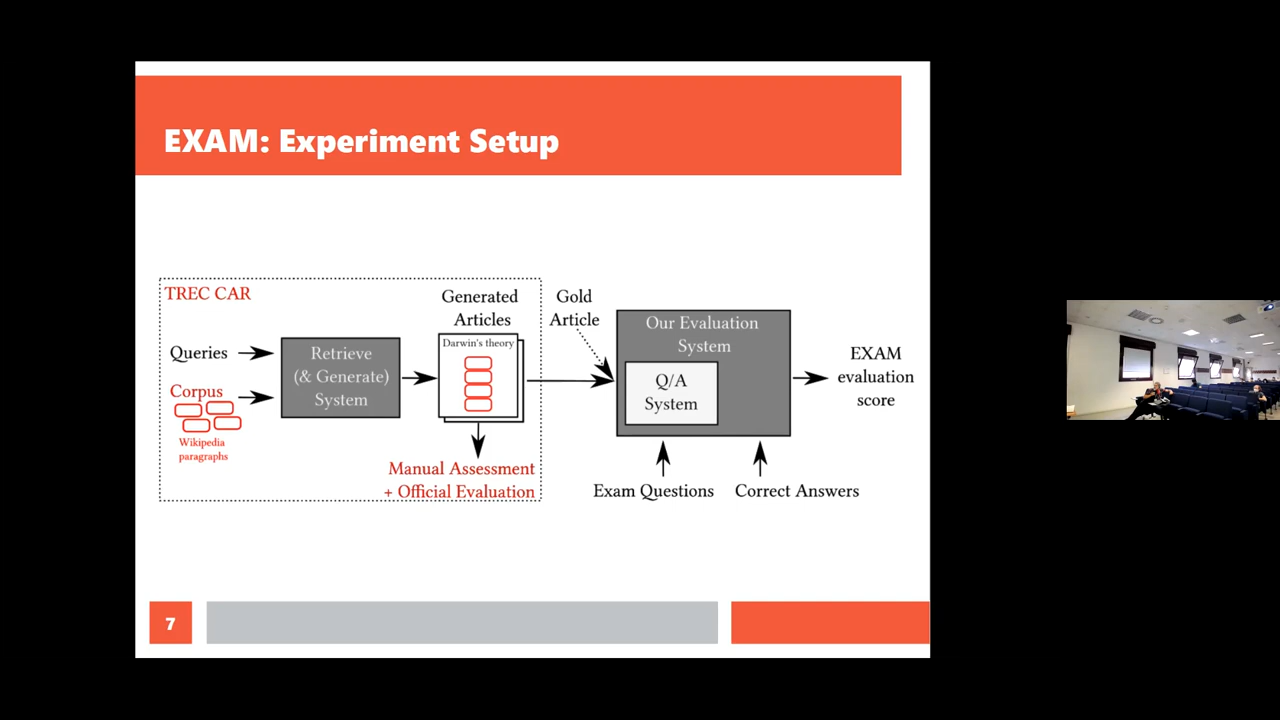 EXAM: Experiment Setup
TREC CAR
Queries
Corpus
Wikipedia
paragraphs
Retrieve
(& Generate)
System
Generated
Articles
Darwin's theory
Manual Assessment
+ Official Evaluation
Gold
Article
Our Evaluation
System
Q/A
System
Exam Questions
Correct Answers
EXAM
evaluation
score
7